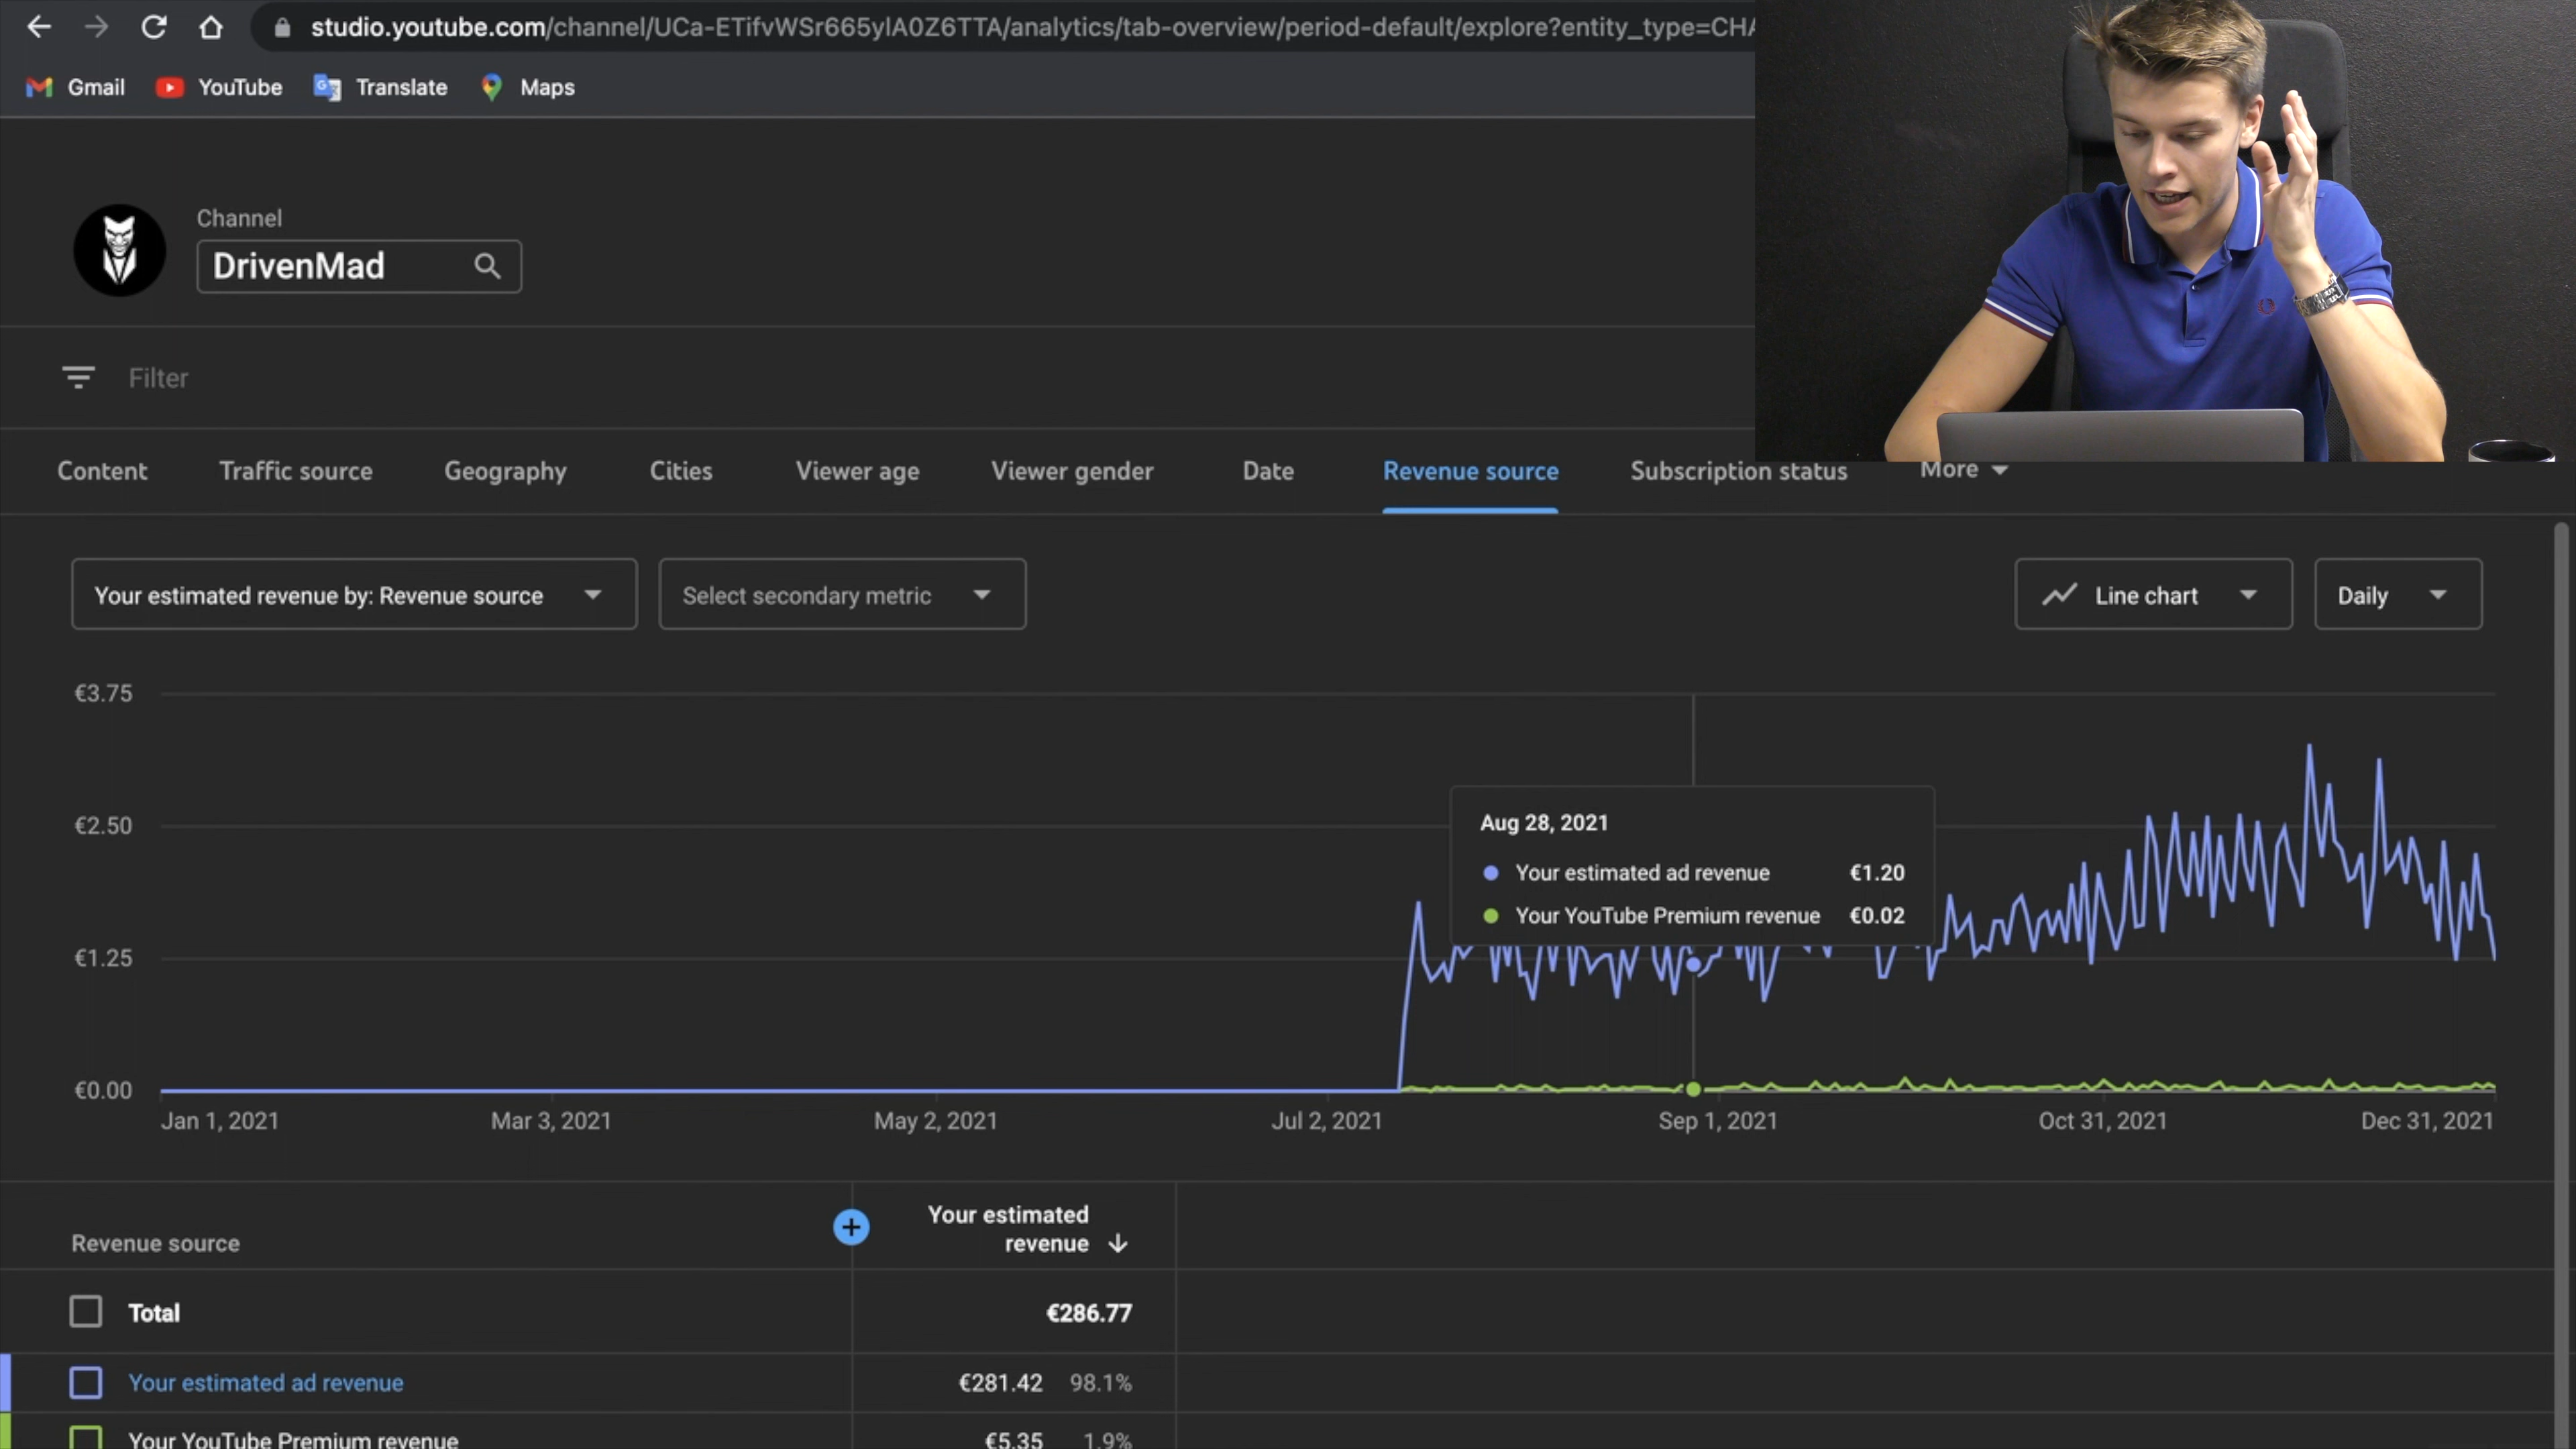 studio.youtube.com/channel/UCa-ETifvWSr665ylA0Z6TTA/analytics/tab-overview/period-default/explore?entity_type=CHA
Gmail YouTube Translate Maps
Channel
DrivenMad
Filter
Content Traffic source Geography Cities Viewer age Viewer gender Date Revenue source Subscription status More
Your estimated revenue by: Revenue source Select secondary metric Line chart Daily
€3.75
€2.50
€1.25
€0.00
Aug 28, 2021
Your estimated ad revenue €1.20
Your YouTube Premium revenue €0.02
Jan 1, 2021 Mar 3, 2021 May 2, 2021 Jul 2, 2021 Sep 1, 2021 Oct 31, 2021 Dec 31, 2021
Revenue source
Your estimated
revenue
Total €286.77
Your estimated ad revenue €281.42 98.1%
Your YouTube Premium revenue €5.35 1.9%